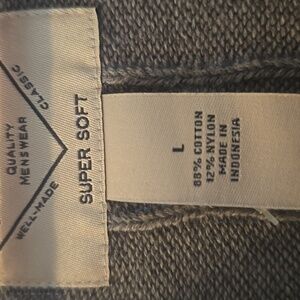 CLASSIC
QUALITY
MENSWEAR
WELL-MADE
SUPER SOFT
L
88% COTTON
12% NYLON
MADE IN
INDONESIA